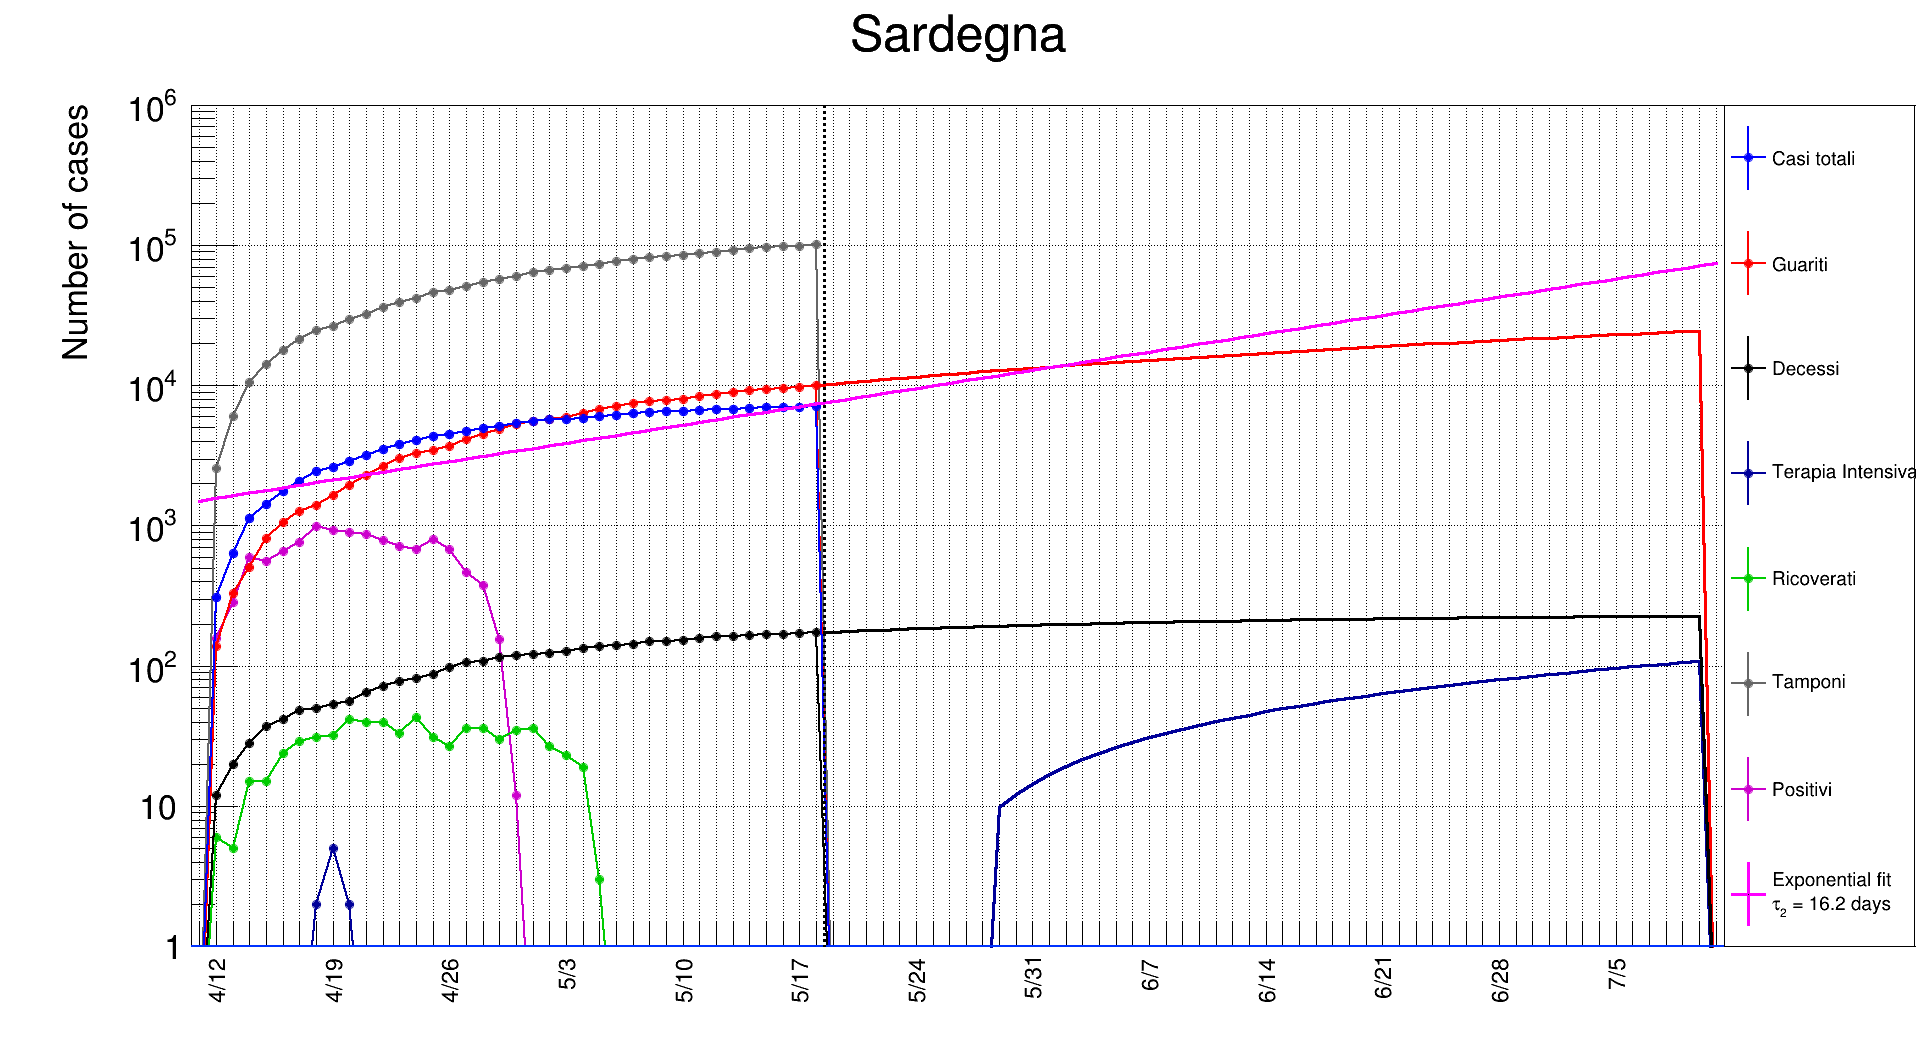 Sardegna
Number of cases
10^6
10^5
10^4
10^3
10^2
10
1
4/12
4/19
4/26
5/3
5/10
5/17
5/24
5/31
6/7
6/14
6/21
6/28
7/5
Casi totali
Guariti
Decessi
Terapia Intensiva
Ricoverati
Tamponi
Positivi
Exponential fit
τ₂ = 16.2 days